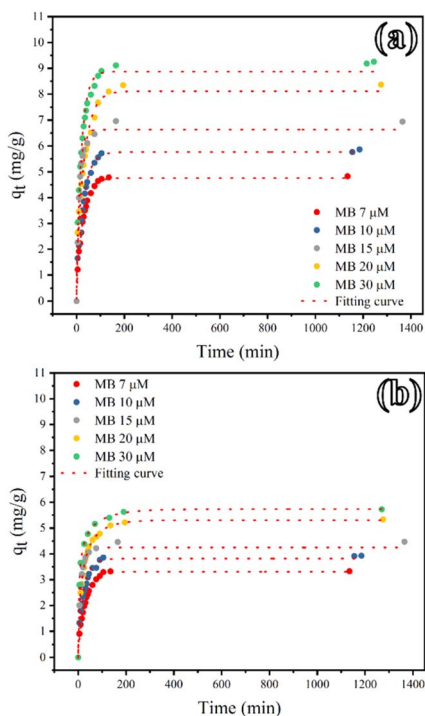 (a)
11
10
9
8
7
6
5
4
3
2
1
0
qt (mg/g)
MB 7 µM
MB 10 µM
MB 15 µM
MB 20 µM
MB 30 µM
Fitting curve
0 200 400 600 800 1000 1200 1400
Time (min)
(b)
11
10
9
8
7
6
5
4
3
2
1
0
qt (mg/g)
MB 7 µM
MB 10 µM
MB 15 µM
MB 20 µM
MB 30 µM
Fitting curve
0 200 400 600 800 1000 1200 1400
Time (min)